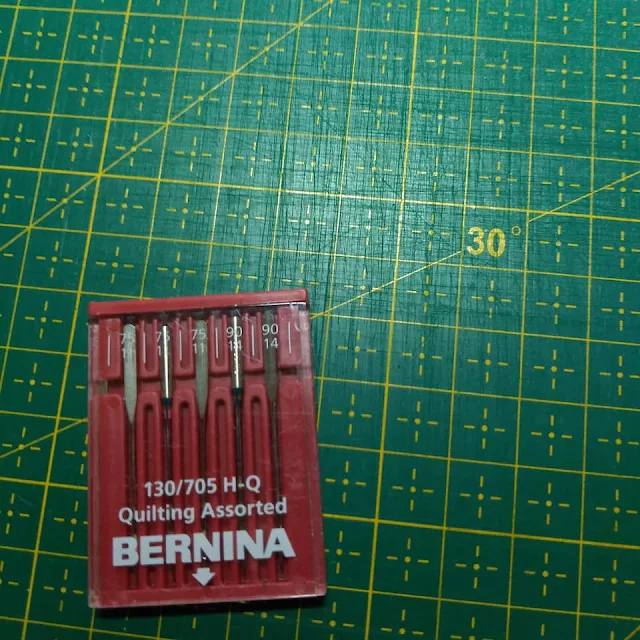 30°
75 75 75 90 90
11 11 14 14
130/705 H-Q
Quilting Assorted
BERNINA